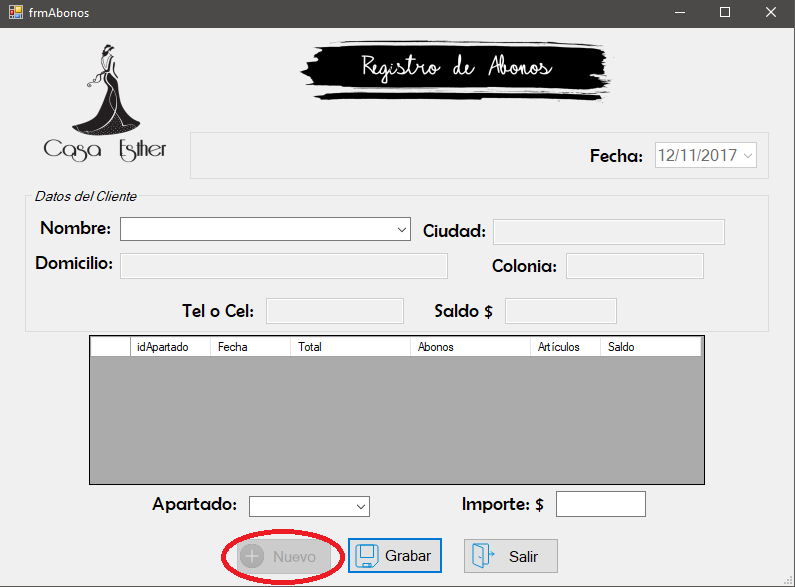 frmAbonos
Registro de Abonos
Casa Esther
Fecha: 12/11/2017
Datos del Cliente
Nombre: Ciudad:
Domicilio: Colonia:
Tel o Cel: Saldo $
idApartado Fecha Total Abonos Artículos Saldo
Apartado: Importe: $
Nuevo Grabar Salir